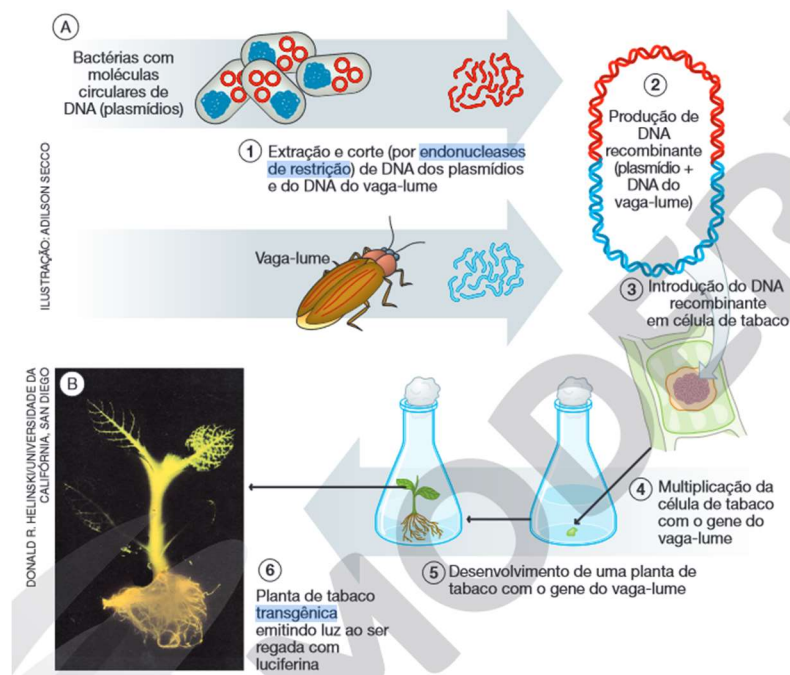 A
Bactérias com
moléculas
circulares de
DNA (plasmídios)
1 Extração e corte (por endonucleases
de restrição) de DNA dos plasmídios
e do DNA do vaga-lume
2
Produção de
DNA
recombinante
(plasmídio +
DNA do
vaga-lume)
ILUSTRAÇÃO: ADILSON SECCO
Vaga-lume
3 Introdução do DNA
recombinante
em célula de tabaco
DONALD R. HELINSKI/UNIVERSIDADE DA
CALIFÓRNIA, SAN DIEGO
B
4 Multiplicação da
célula de tabaco
com o gene do
vaga-lume
5 Desenvolvimento de uma planta de
tabaco com o gene do vaga-lume
6
Planta de tabaco
transgênica
emitindo luz ao ser
regada com
luciferina
MODER